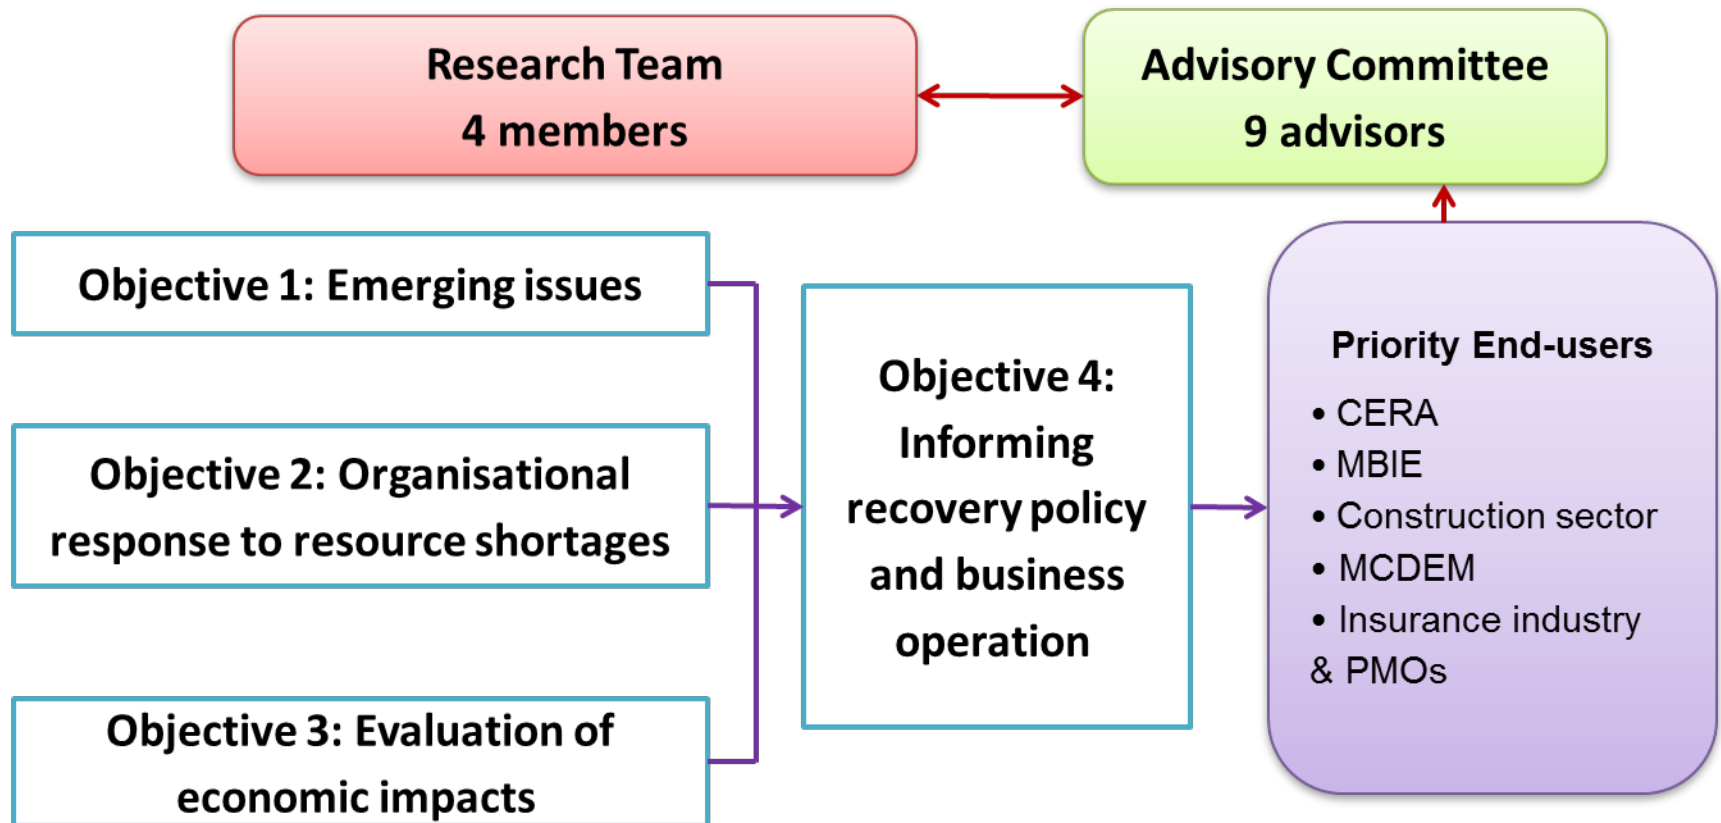 Research Team
4 members
Advisory Committee
9 advisors
Objective 1: Emerging issues
Objective 2: Organisational
response to resource shortages
Objective 3: Evaluation of
economic impacts
Objective 4:
Informing
recovery policy
and business
operation
Priority End-users
• CERA
• MBIE
• Construction sector
• MCDEM
• Insurance industry
& PMOs